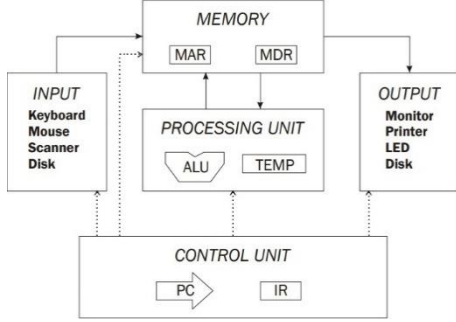 MEMORY
MAR
MDR
INPUT
Keyboard
Mouse
Scanner
Disk
PROCESSING UNIT
ALU
TEMP
OUTPUT
Monitor
Printer
LED
Disk
CONTROL UNIT
PC
IR